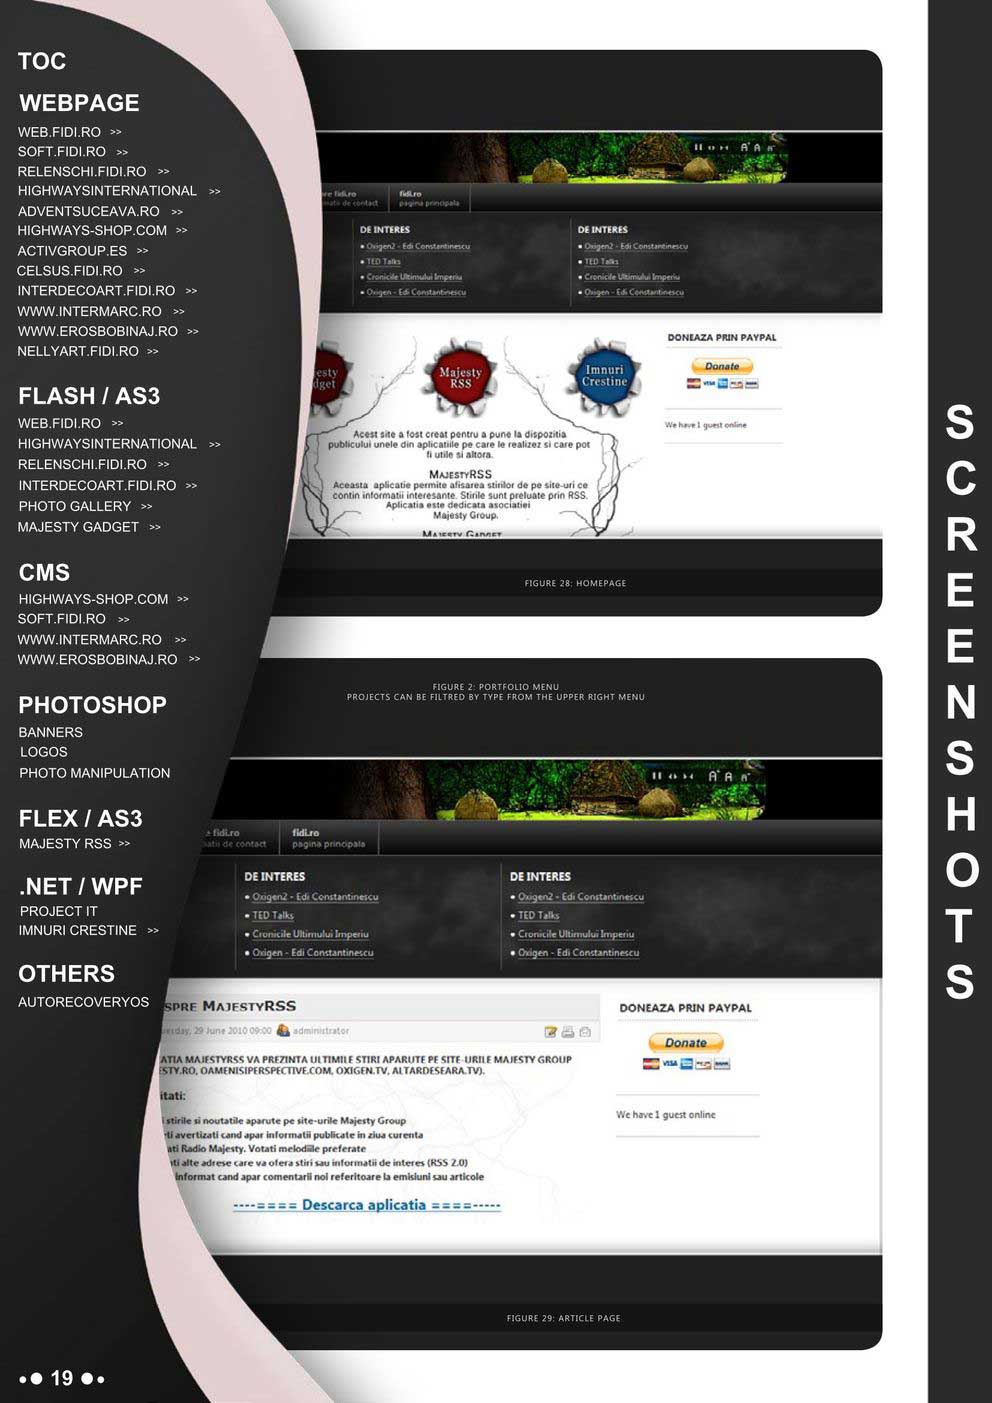 TOC
WEBPAGE
WEB.FIDI.RO >>
SOFT.FIDI.RO >>
RELENSCHI.FIDI.RO >>
HIGHWAYSINTERNATIONAL >>
ADVENTSUCEAVA.RO >>
HIGHWAYS-SHOP.COM >>
ACTIVGROUP.ES >>
CELSUS.FIDI.RO >>
INTERDECOART.FIDI.RO >>
WWW.INTERMARC.RO >>
WWW.EROSBOBINAJ.RO >>
NELLYART.FIDI.RO >>
FLASH / AS3
WEB.FIDI.RO >>
HIGHWAYSINTERNATIONAL >>
RELENSCHI.FIDI.RO >>
INTERDECOART.FIDI.RO >>
PHOTO GALLERY >>
MAJESTY GADGET >>
CMS
HIGHWAYS-SHOP.COM >>
SOFT.FIDI.RO >>
WWW.INTERMARC.RO >>
WWW.EROSBOBINAJ.RO >>
PHOTOSHOP
BANNERS
LOGOS
PHOTO MANIPULATION
FLEX / AS3
MAJESTY RSS >>
.NET / WPF
PROJECT IT
IMNURI CRESTINE >>
OTHERS
AUTORECOVERYOS
19
A A A
fidi.ro fidi.ro
de contact pagina principala
DE INTERES DE INTERES
• Oxigen2 - Edi Constantinescu • Oxigen2 - Edi Constantinescu
• TED Talks • TED Talks
• Cronicile Ultimului Imperiu • Cronicile Ultimului Imperiu
• Oxigen - Edi Constantinescu • Oxigen - Edi Constantinescu
Majesty RSS
Imnuri Crestine
DONEAZA PRIN PAYPAL
Donate
VISA
We have 1 guest online
Acest site a fost creat pentru a pune la dispozitia
publicului unele din aplicatiile pe care le realizez si care pot
fi utile si altora.
MAJESTYRSS
Aceasta aplicatie permite afisarea stirilor de pe site-uri ce
contin informatii interesante. Stirile sunt preluate prin RSS.
Aplicatia este dedicata asociatiei
Majesty Group.
MAJESTY GADGET
FIGURE 28: HOMEPAGE
FIGURE 2: PORTFOLIO MENU
PROJECTS CAN BE FILTRED BY TYPE FROM THE UPPER RIGHT MENU
A A A
fidi.ro fidi.ro
de contact pagina principala
DE INTERES DE INTERES
• Oxigen2 - Edi Constantinescu • Oxigen2 - Edi Constantinescu
• TED Talks • TED Talks
• Cronicile Ultimului Imperiu • Cronicile Ultimului Imperiu
• Oxigen - Edi Constantinescu • Oxigen - Edi Constantinescu
SPRE MAJESTYRSS
29 June 2010 09:00 administrator
ATIA MAJESTYRSS VA PREZINTA ULTIMILE STIRI APARUTE PE SITE-URILE MAJESTY GROUP
STY.RO, OAMENISIPERSPECTIVE.COM, OXIGEN.TV, ALTARDESEARA.TV).
itati:
stirile si noutatile aparute pe site-urile Majesty Group
ti avertizati cand apar informatii publicate in ziua curenta
ati Radio Majesty. Votati melodiile preferate
ti alte adrese care va ofera stiri sau informatii de interes (RSS 2.0)
informat cand apar comentarii noi referitoare la emisiuni sau articole
----==== Descarca aplicatia ====-----
DONEAZA PRIN PAYPAL
Donate
VISA
We have 1 guest online
FIGURE 29: ARTICLE PAGE
SCREENSHOTS